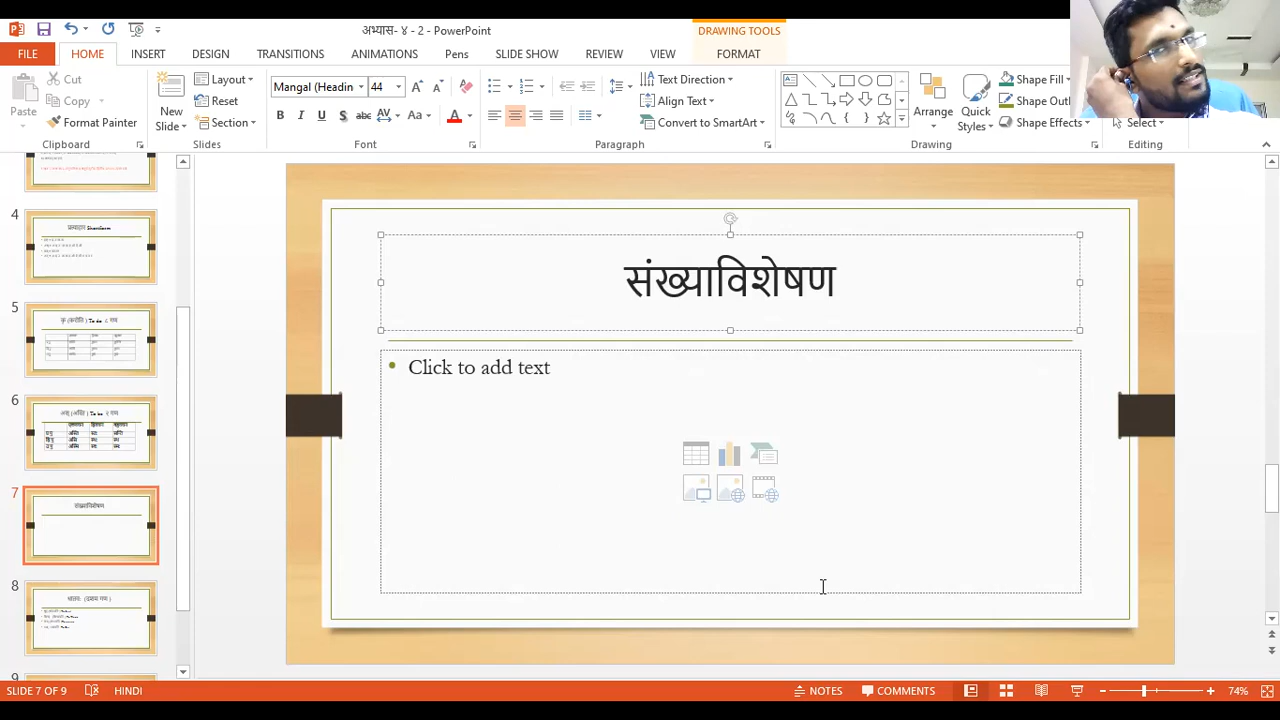 अभ्यास- ४ - 2 - PowerPoint
DRAWING TOOLS
FILE HOME INSERT DESIGN TRANSITIONS ANIMATIONS Pens SLIDE SHOW REVIEW VIEW FORMAT
Cut
Copy
Format Painter
Paste
Clipboard
New
Slide
Layout
Reset
Section
Slides
Mangal (Headin 44
Font
Text Direction
Align Text
Convert to SmartArt
Paragraph
Arrange
Quick
Styles
Shape Fill
Shape Outl
Shape Effects
Drawing
Select
Editing
4
5
6
7
संख्याविशेषण
8
9
संख्याविशेषण
Click to add text
SLIDE 7 OF 9 HINDI NOTES COMMENTS 74%